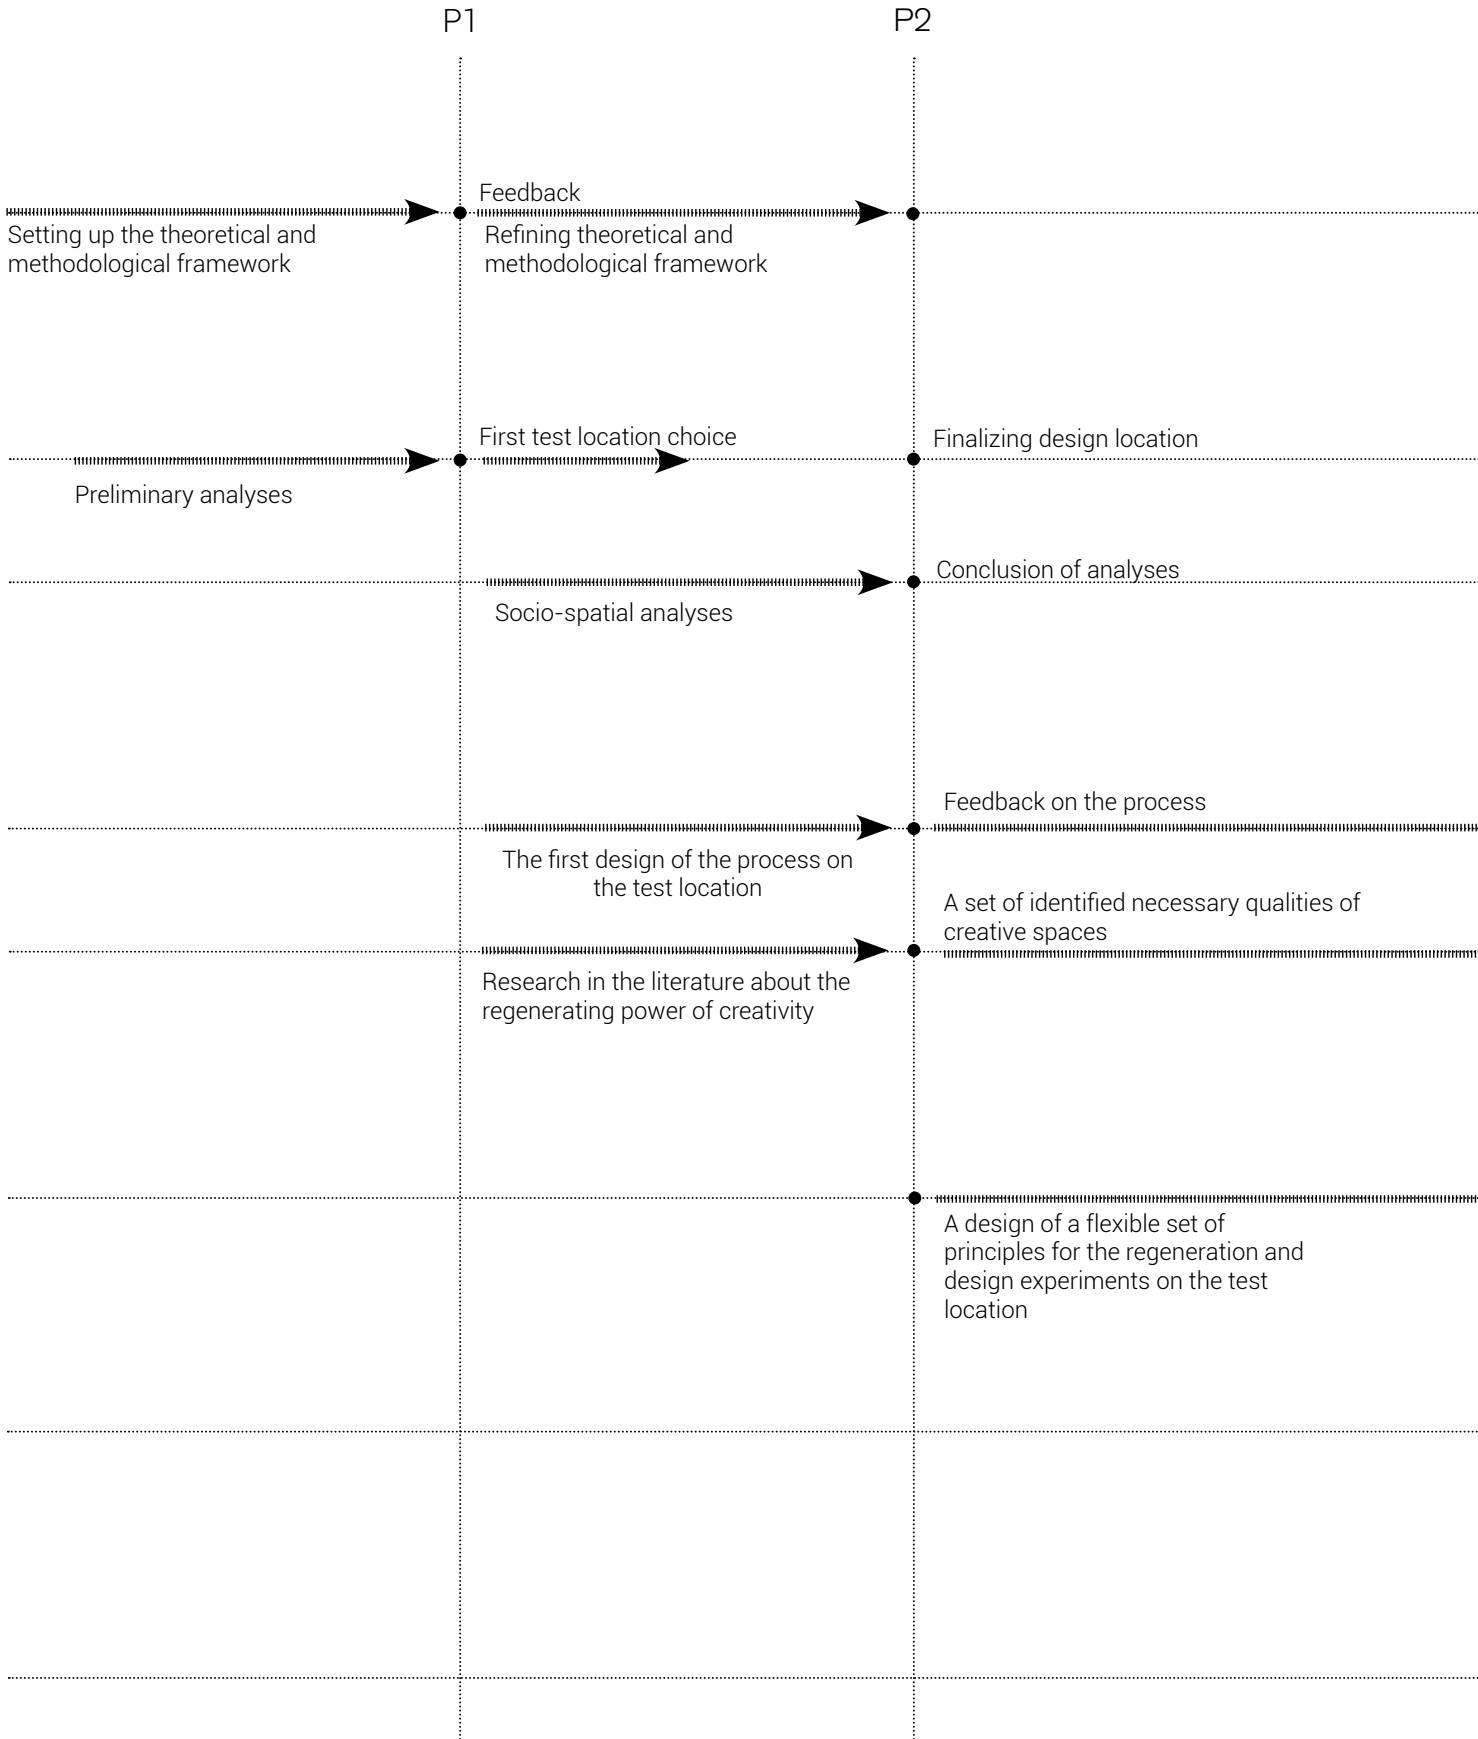 P1
P2
Feedback
Setting up the theoretical and
methodological framework
Refining theoretical and
methodological framework
First test location choice
Finalizing design location
Preliminary analyses
Conclusion of analyses
Socio-spatial analyses
Feedback on the process
The first design of the process on
the test location
A set of identified necessary qualities of
creative spaces
Research in the literature about the
regenerating power of creativity
A design of a flexible set of
principles for the regeneration and
design experiments on the test
location